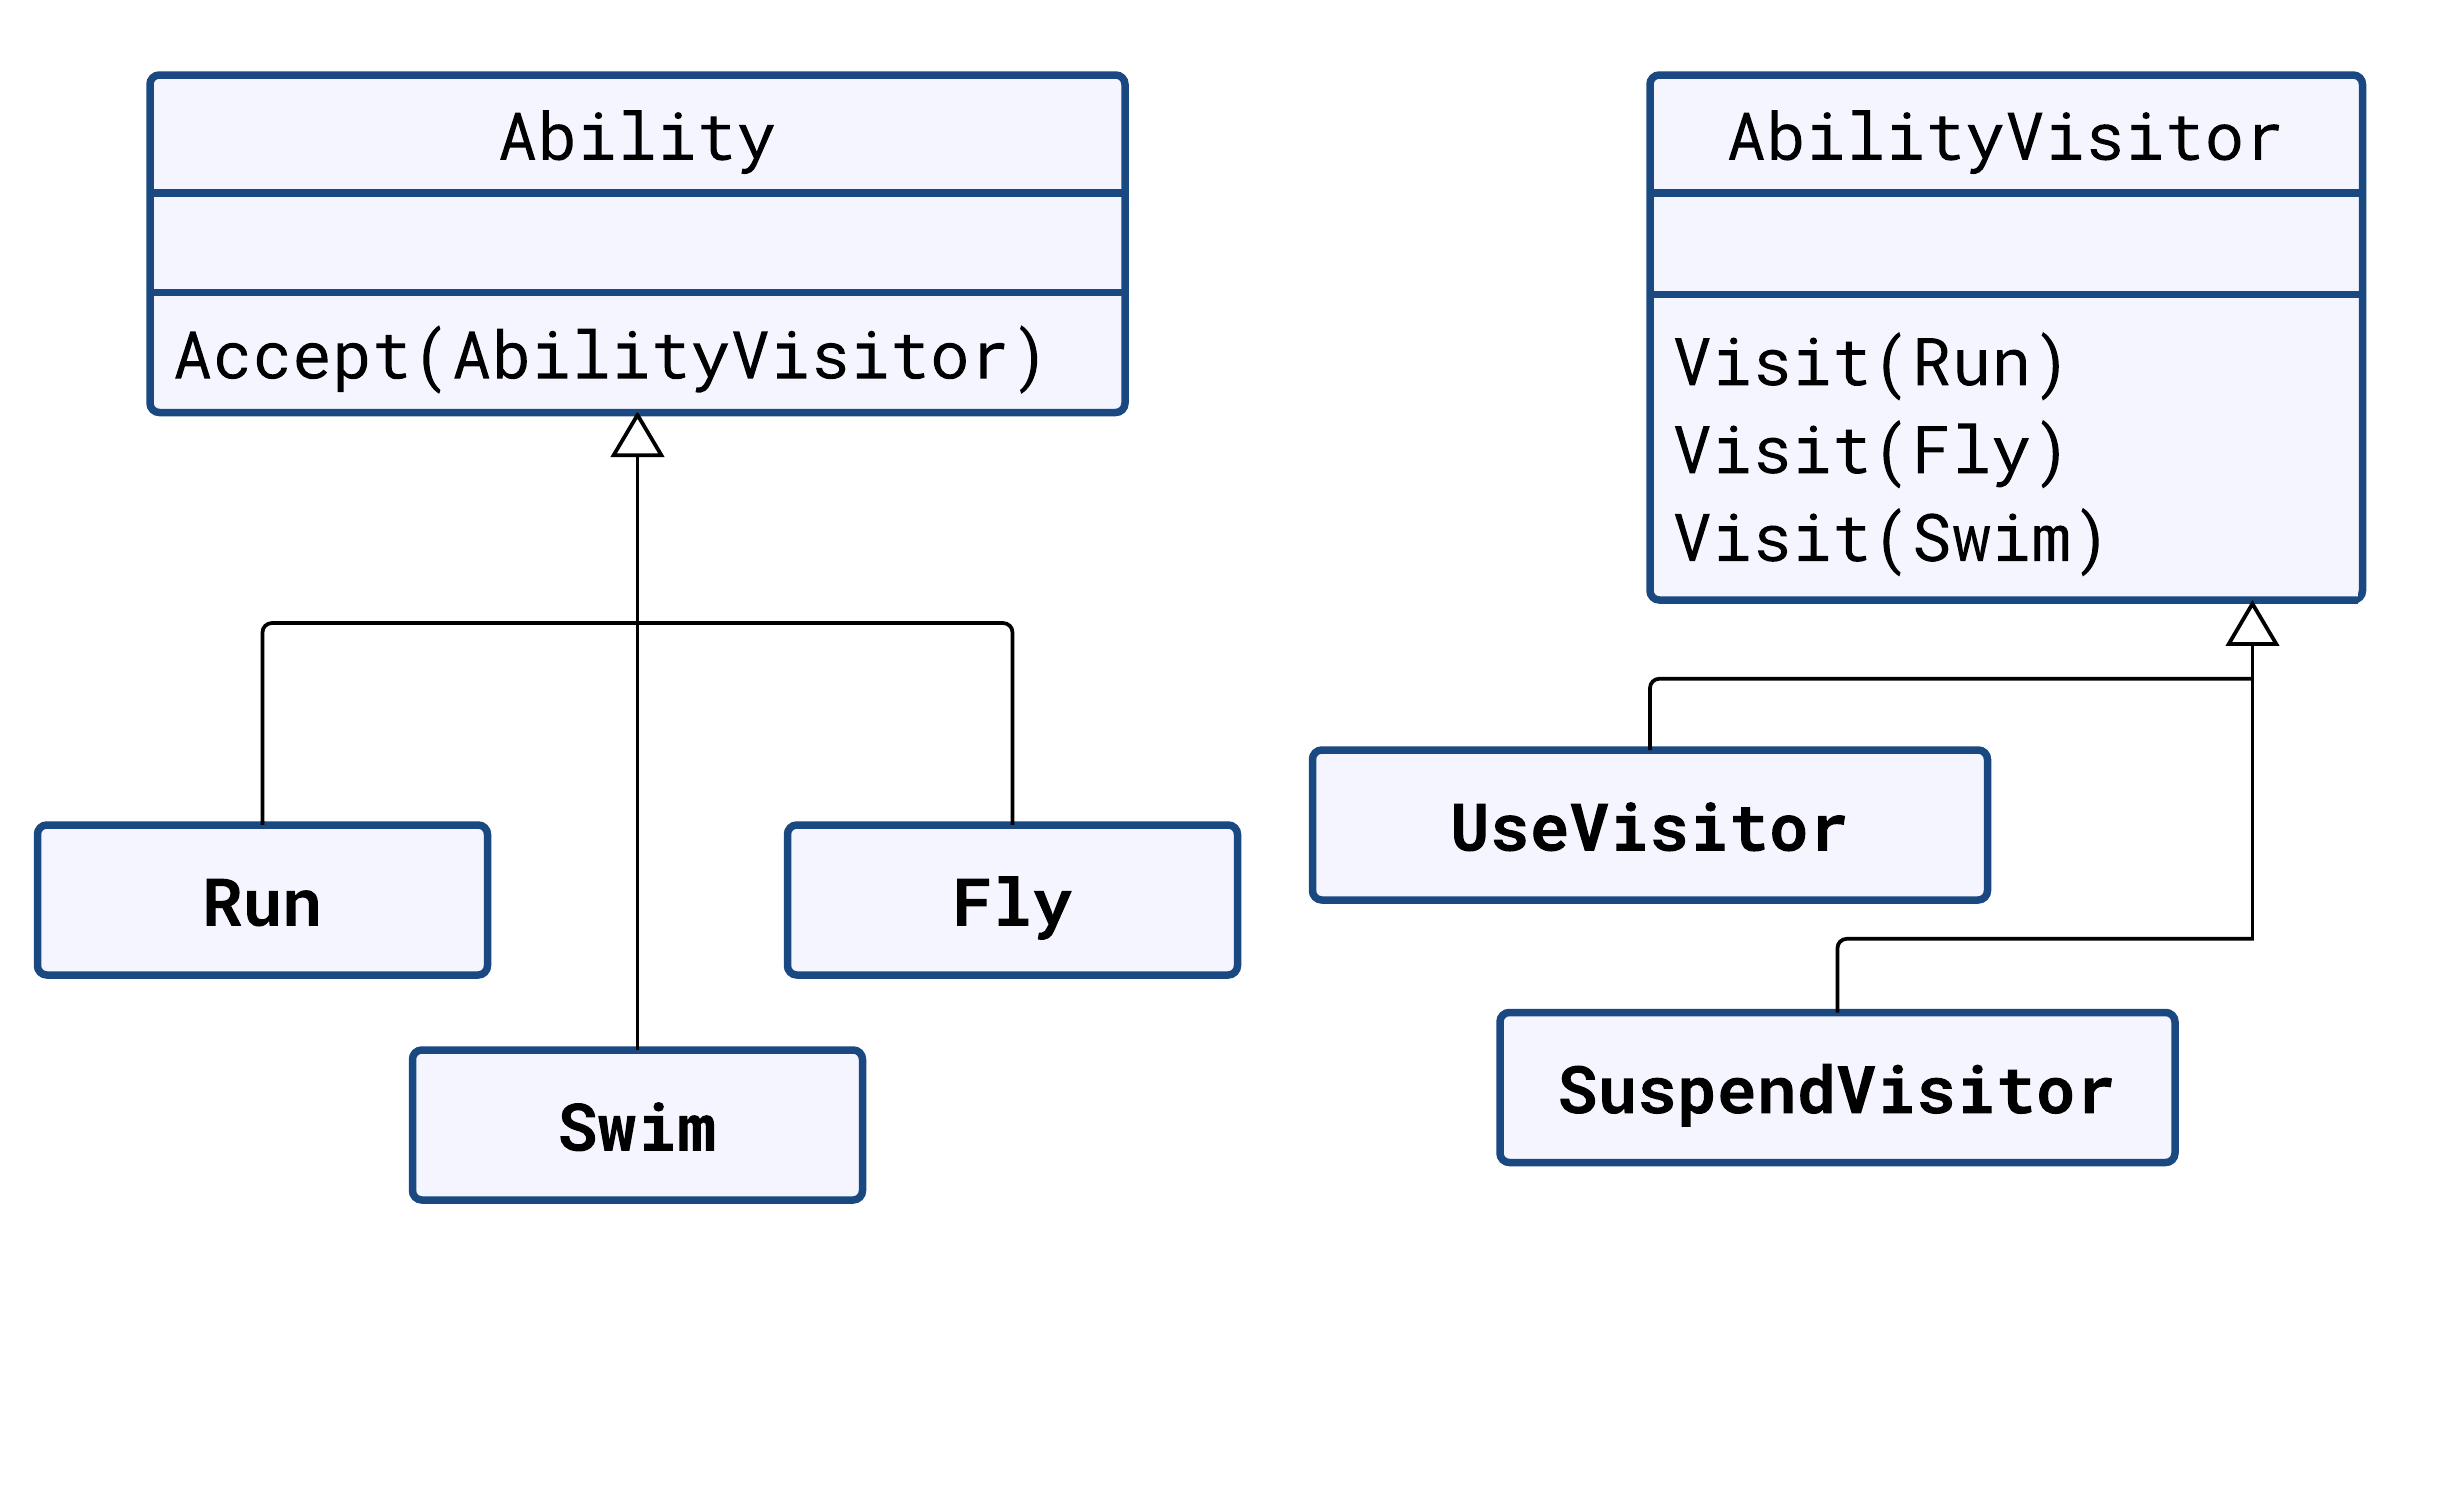 Ability
Accept(AbilityVisitor)
Run
Fly
Swim
AbilityVisitor
Visit(Run)
Visit(Fly)
Visit(Swim)
UseVisitor
SuspendVisitor